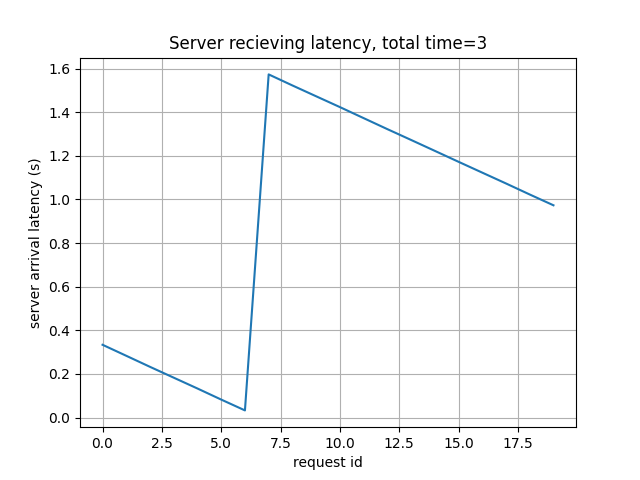 Server recieving latency, total time=3
1.6
1.4
1.2
1.0
0.8
0.6
0.4
0.2
0.0
server arrival latency (s)
0.0 2.5 5.0 7.5 10.0 12.5 15.0 17.5
request id